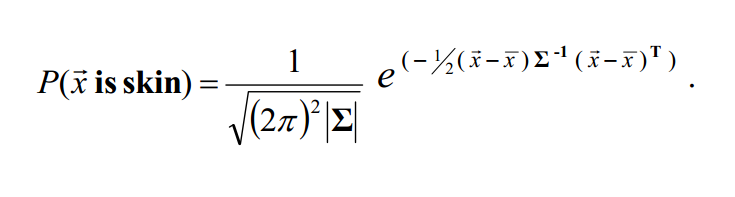 P(x⃗ is skin) = 1 / √((2π)² |Σ|) e^(−½(x⃗−x̄)Σ⁻¹(x⃗−x̄)ᵀ) .